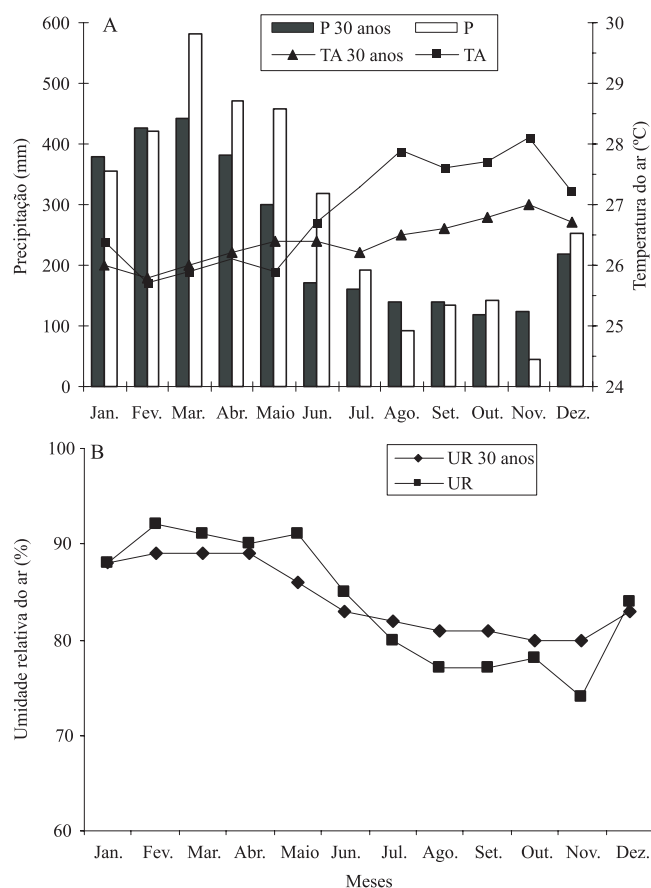 A
P 30 anos
P
TA 30 anos
TA
Precipitação (mm)
600
500
400
300
200
100
0
Temperatura do ar (ºC)
30
29
28
27
26
25
24
Jan. Fev. Mar. Abr. Maio Jun. Jul. Ago. Set. Out. Nov. Dez.
B
UR 30 anos
UR
Umidade relativa do ar (%)
100
90
80
70
60
Jan. Fev. Mar. Abr. Maio Jun. Jul. Ago. Set. Out. Nov. Dez.
Meses